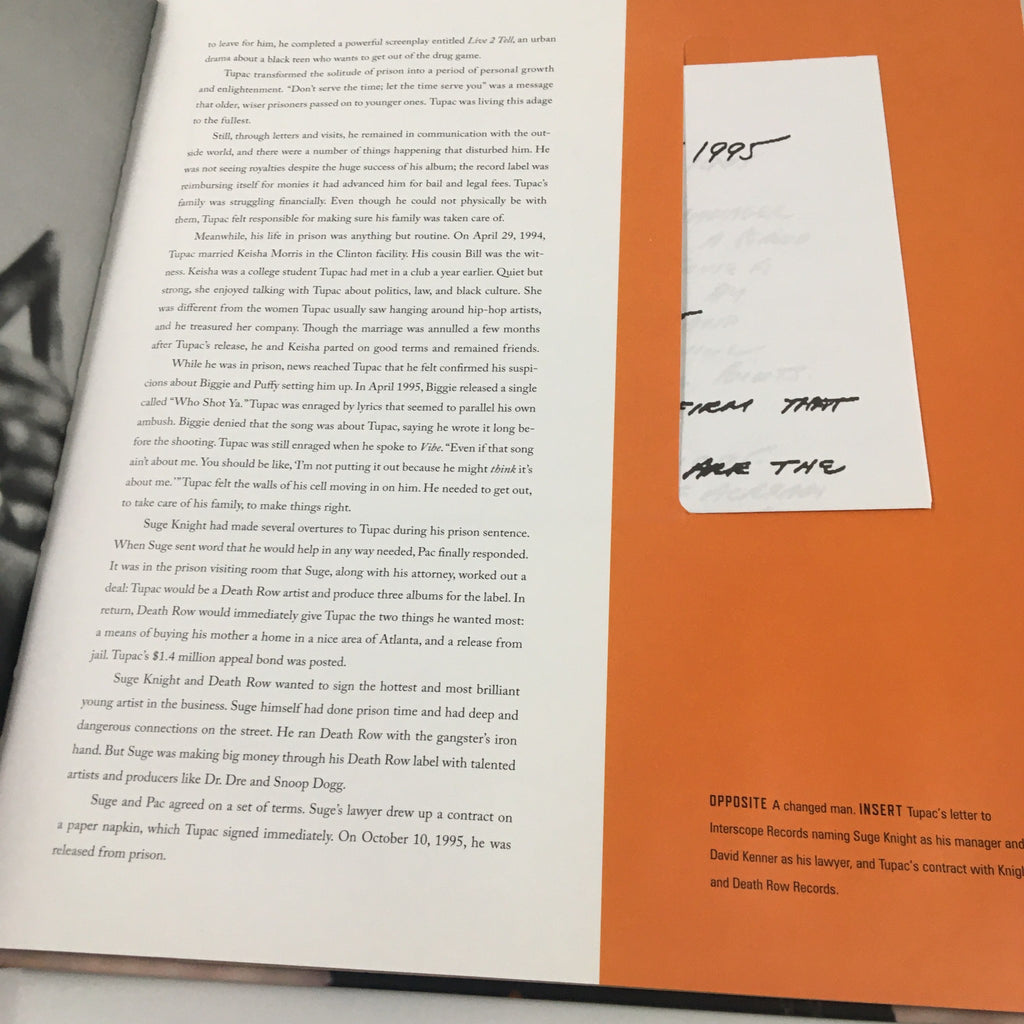 to leave for him, he completed a powerful screenplay entitled Live 2 Tell, an urban
drama about a black teen who wants to get out of the drug game.
Tupac transformed the solitude of prison into a period of personal growth
and enlightenment. “Don’t serve the time; let the time serve you” was a message
that older, wiser prisoners passed on to younger ones. Tupac was living this adage
to the fullest.
Still, through letters and visits, he remained in communication with the out-
side world, and there were a number of things happening that disturbed him. He
was not seeing royalties despite the huge success of his album; the record label was
reimbursing itself for monies it had advanced him for bail and legal fees. Tupac’s
family was struggling financially. Even though he could not physically be with
them, Tupac felt responsible for making sure his family was taken care of.
Meanwhile, his life in prison was anything but routine. On April 29, 1994,
Tupac married Keisha Morris in the Clinton facility. His cousin Bill was the wit-
ness. Keisha was a college student Tupac had met in a club a year earlier. Quiet but
strong, she enjoyed talking with Tupac about politics, law, and black culture. She
was different from the women Tupac usually saw hanging around hip-hop artists,
and he treasured her company. Though the marriage was annulled a few months
after Tupac’s release, he and Keisha parted on good terms and remained friends.
While he was in prison, news reached Tupac that he felt confirmed his suspi-
cions about Biggie and Puffy setting him up. In April 1995, Biggie released a single
called “Who Shot Ya.” Tupac was enraged by lyrics that seemed to parallel his own
ambush. Biggie denied that the song was about Tupac, saying he wrote it long be-
fore the shooting. Tupac was still enraged when he spoke to Vibe. “Even if that song
ain’t about me. You should be like, ‘I’m not putting it out because he might think it’s
about me.’” Tupac felt the walls of his cell moving in on him. He needed to get out,
to take care of his family, to make things right.
Suge Knight had made several overtures to Tupac during his prison sentence.
When Suge sent word that he would help in any way needed, Pac finally responded.
It was in the prison visiting room that Suge, along with his attorney, worked out a
deal: Tupac would be a Death Row artist and produce three albums for the label. In
return, Death Row would immediately give Tupac the two things he wanted most:
a means of buying his mother a home in a nice area of Atlanta, and a release from
jail. Tupac’s $1.4 million appeal bond was posted.
Suge Knight and Death Row wanted to sign the hottest and most brilliant
young artist in the business. Suge himself had done prison time and had deep and
dangerous connections on the street. He ran Death Row with the gangster’s iron
hand. But Suge was making big money through his Death Row label with talented
artists and producers like Dr. Dre and Snoop Dogg.
Suge and Pac agreed on a set of terms. Suge’s lawyer drew up a contract on
a paper napkin, which Tupac signed immediately. On October 10, 1995, he was
released from prison.
1995
FIRM THAT
ARE THE
OPPOSITE A changed man. INSERT Tupac’s letter to
Interscope Records naming Suge Knight as his manager and
David Kenner as his lawyer, and Tupac’s contract with Knigh
and Death Row Records.